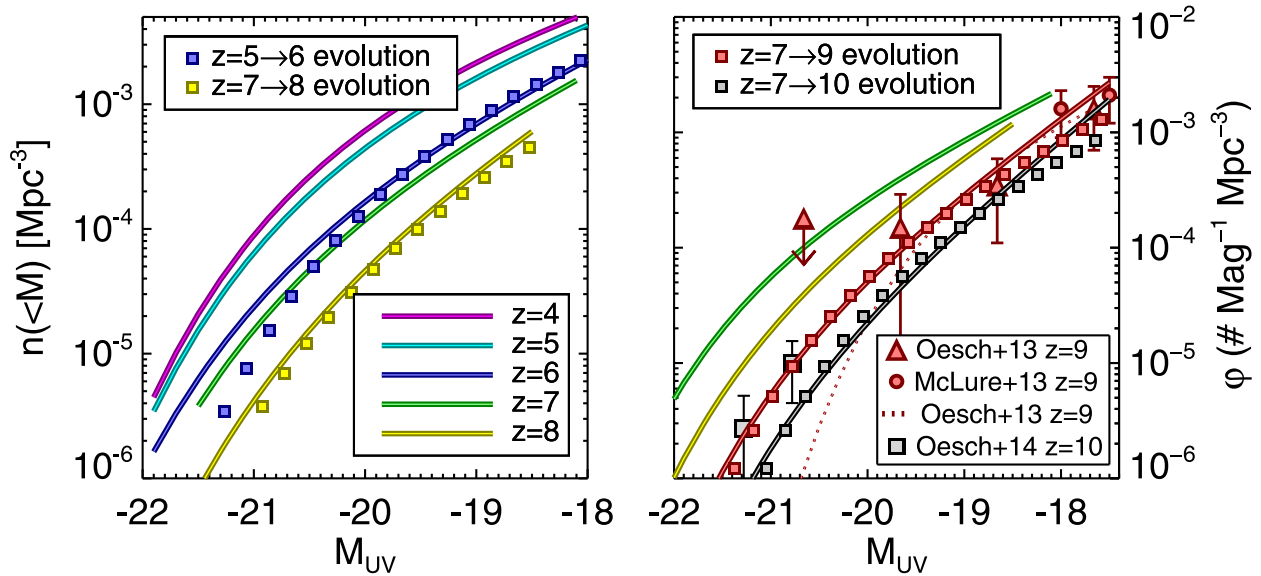 z=5→6 evolution
z=7→8 evolution
n(<M) [Mpc⁻³]
10⁻³
10⁻⁴
10⁻⁵
10⁻⁶
z=4
z=5
z=6
z=7
z=8
-22
-21
-20
-19
-18
M_UV
z=7→9 evolution
z=7→10 evolution
10⁻²
10⁻³
10⁻⁴
10⁻⁵
10⁻⁶
φ (# Mag⁻¹ Mpc⁻³)
Oesch+13 z=9
McLure+13 z=9
Oesch+13 z=9
Oesch+14 z=10
-22
-21
-20
-19
-18
M_UV